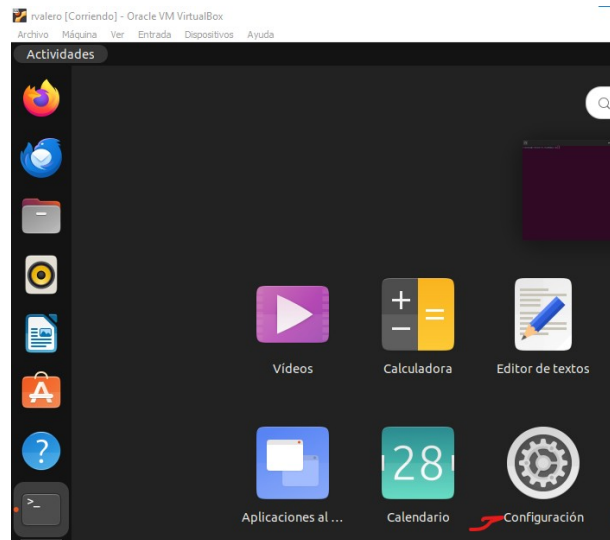 rvalero [Corriendo] - Oracle VM VirtualBox
Archivo Máquina Ver Entrada Dispositivos Ayuda
Actividades
>_
Vídeos Calculadora Editor de textos
28
Aplicaciones al ... Calendario Configuración